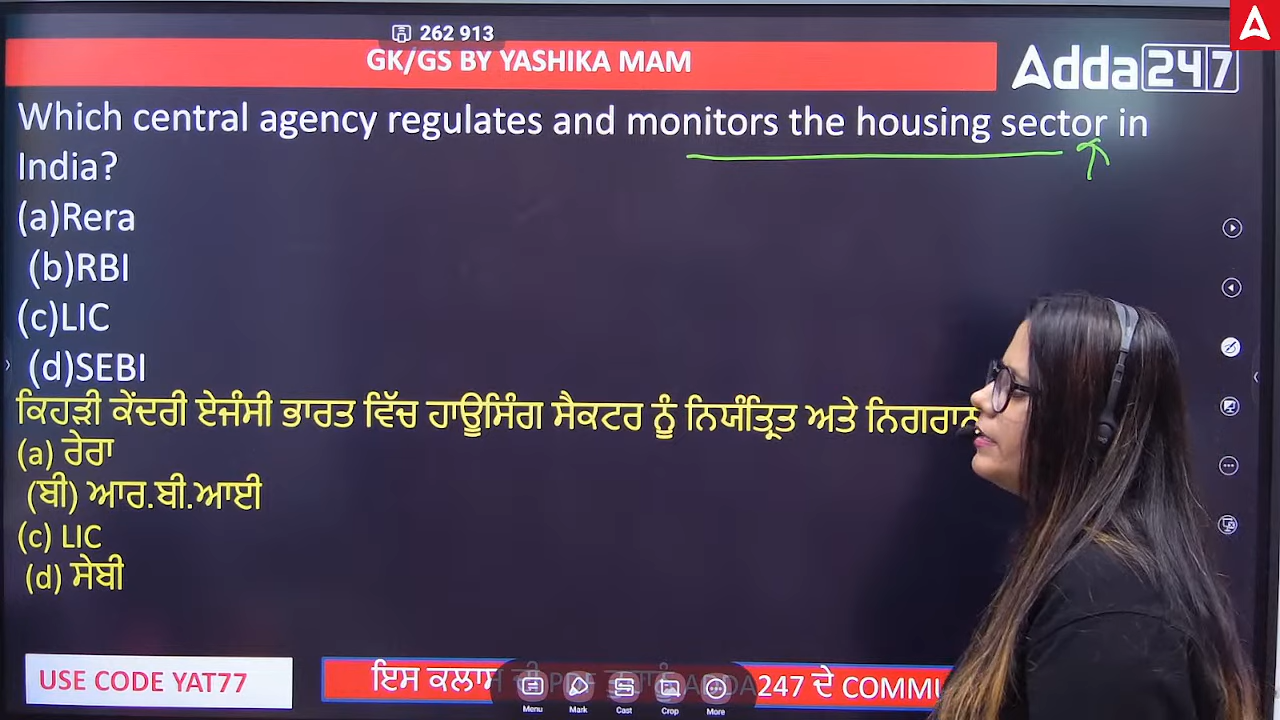 262 913
GK/GS BY YASHIKA MAM
Adda247
Which central agency regulates and monitors the housing sector in
India?
(a)Rera
(b)RBI
(c)LIC
(d)SEBI
ਕਿਹੜੀ ਕੇਂਦਰੀ ਏਜੰਸੀ ਭਾਰਤ ਵਿੱਚ ਹਾਊਸਿੰਗ ਸੈਕਟਰ ਨੂੰ ਨਿਯੰਤ੍ਰਿਤ ਅਤੇ
(a) ਰੇਰਾ
(ਬੀ) ਆਰ.ਬੀ.ਆਈ
(c) LIC
(d) ਸੇਬੀ
USE CODE YAT77
ਇਸ 247 ਦੇ
Menu Mark Cast Crop More